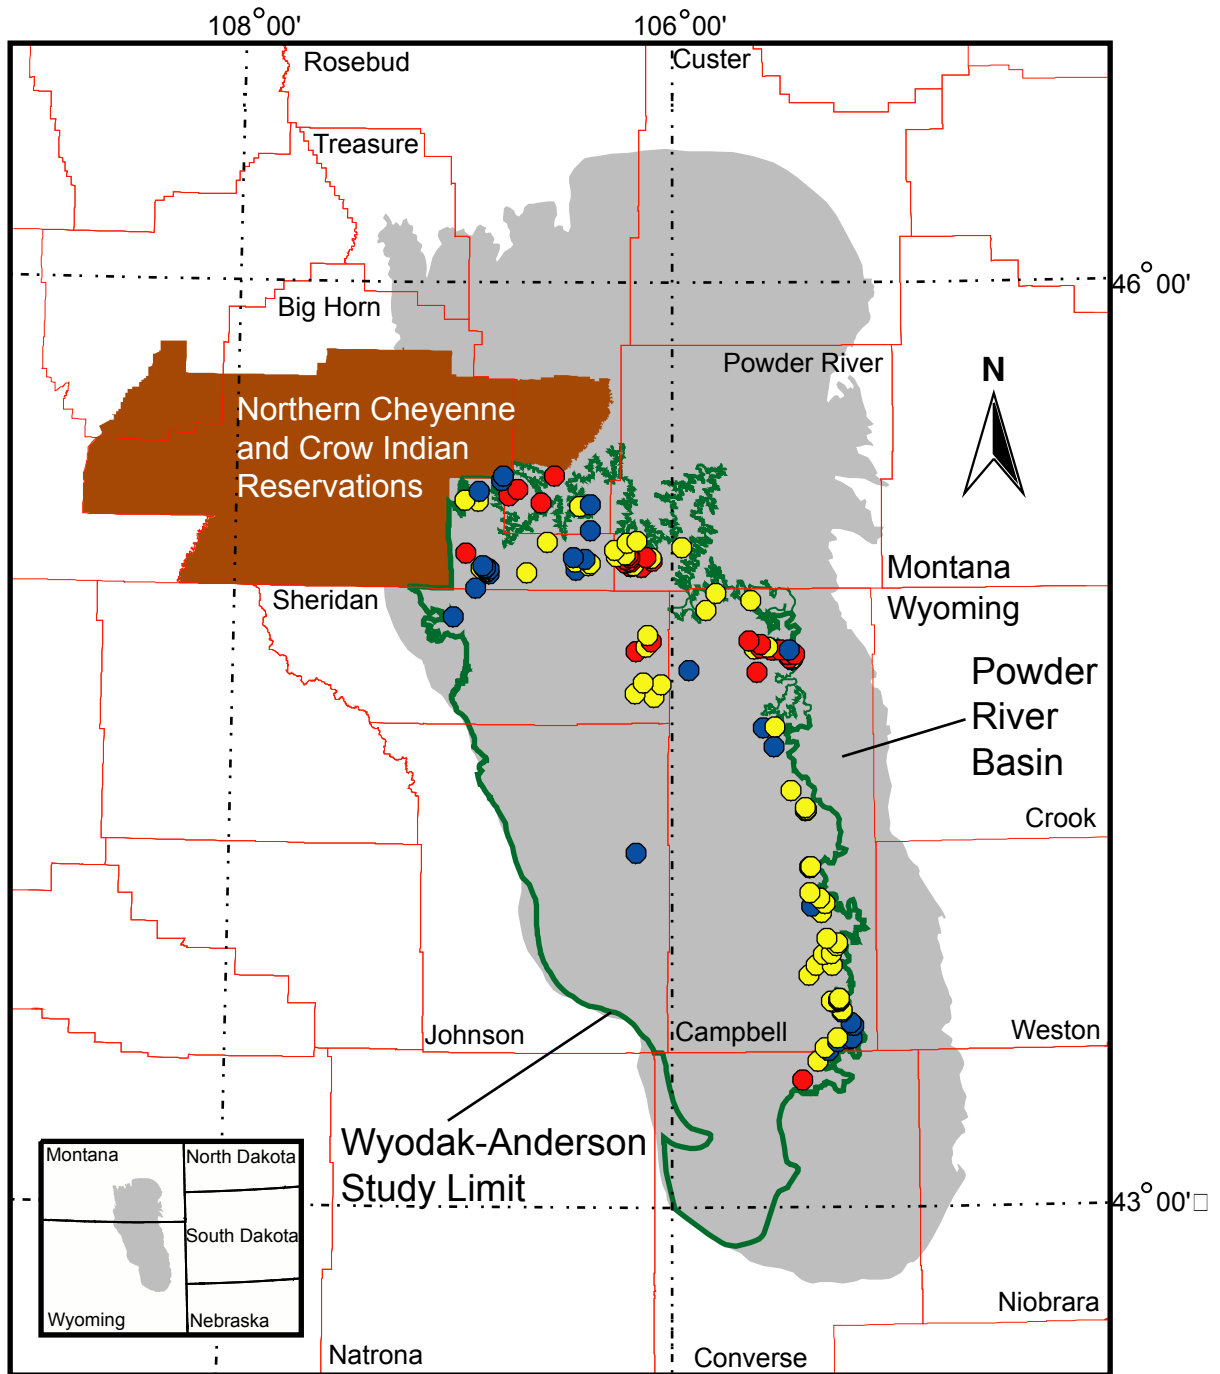 108°00'
106°00'
Rosebud
Custer
Treasure
46°00'
Big Horn
Powder River
N
Northern Cheyenne
and Crow Indian
Reservations
Montana
Sheridan
Wyoming
Powder
River
Basin
Crook
Johnson
Campbell
Weston
Wyodak-Anderson
Study Limit
Montana
North Dakota
South Dakota
Wyoming
Nebraska
43°00'
Niobrara
Natrona
Converse